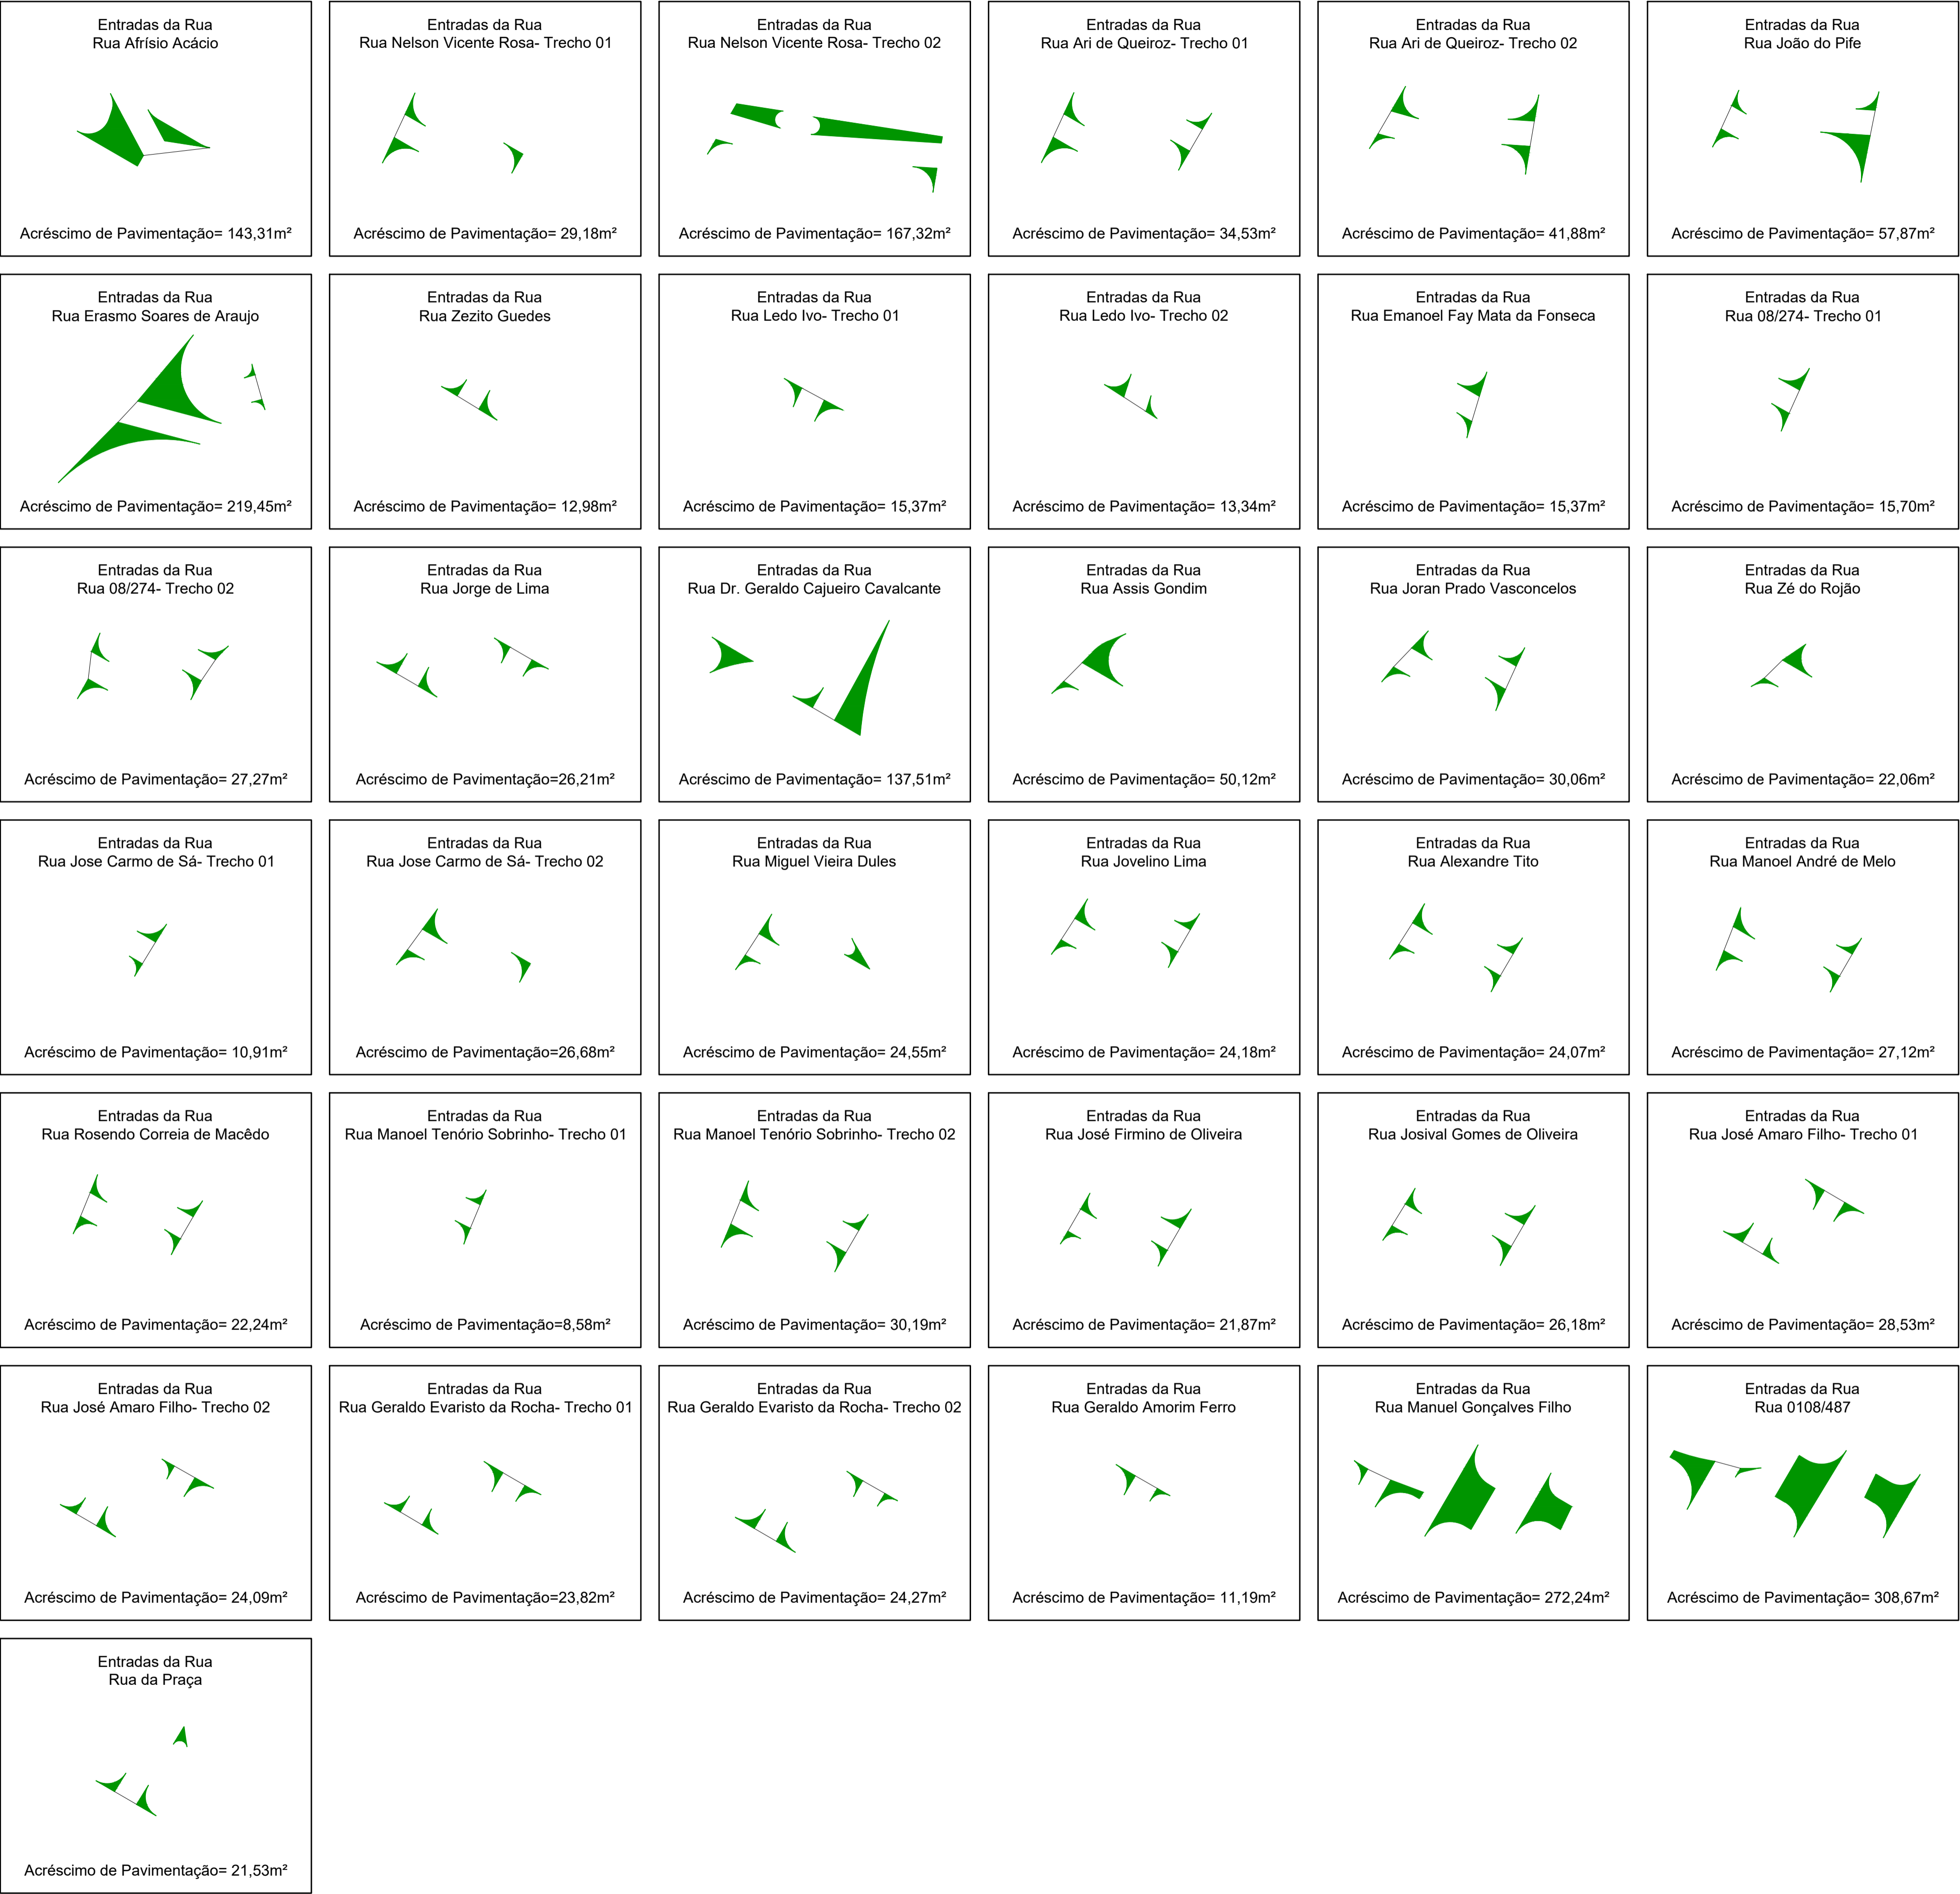 Entradas da Rua
Rua Afrísio Acácio
Acréscimo de Pavimentação= 143,31m²
Entradas da Rua
Rua Nelson Vicente Rosa- Trecho 01
Acréscimo de Pavimentação= 29,18m²
Entradas da Rua
Rua Nelson Vicente Rosa- Trecho 02
Acréscimo de Pavimentação= 167,32m²
Entradas da Rua
Rua Ari de Queiroz- Trecho 01
Acréscimo de Pavimentação= 34,53m²
Entradas da Rua
Rua Ari de Queiroz- Trecho 02
Acréscimo de Pavimentação= 41,88m²
Entradas da Rua
Rua João do Pife
Acréscimo de Pavimentação= 57,87m²
Entradas da Rua
Rua Erasmo Soares de Araujo
Acréscimo de Pavimentação= 219,45m²
Entradas da Rua
Rua Zezito Guedes
Acréscimo de Pavimentação= 12,98m²
Entradas da Rua
Rua Ledo Ivo- Trecho 01
Acréscimo de Pavimentação= 15,37m²
Entradas da Rua
Rua Ledo Ivo- Trecho 02
Acréscimo de Pavimentação= 13,34m²
Entradas da Rua
Rua Emanoel Fay Mata da Fonseca
Acréscimo de Pavimentação= 15,37m²
Entradas da Rua
Rua 08/274- Trecho 01
Acréscimo de Pavimentação= 15,70m²
Entradas da Rua
Rua 08/274- Trecho 02
Acréscimo de Pavimentação= 27,27m²
Entradas da Rua
Rua Jorge de Lima
Acréscimo de Pavimentação=26,21m²
Entradas da Rua
Rua Dr. Geraldo Cajueiro Cavalcante
Acréscimo de Pavimentação= 137,51m²
Entradas da Rua
Rua Assis Gondim
Acréscimo de Pavimentação= 50,12m²
Entradas da Rua
Rua Joran Prado Vasconcelos
Acréscimo de Pavimentação= 30,06m²
Entradas da Rua
Rua Zé do Rojão
Acréscimo de Pavimentação= 22,06m²
Entradas da Rua
Rua Jose Carmo de Sá- Trecho 01
Acréscimo de Pavimentação= 10,91m²
Entradas da Rua
Rua Jose Carmo de Sá- Trecho 02
Acréscimo de Pavimentação=26,68m²
Entradas da Rua
Rua Miguel Vieira Dules
Acréscimo de Pavimentação= 24,55m²
Entradas da Rua
Rua Jovelino Lima
Acréscimo de Pavimentação= 24,18m²
Entradas da Rua
Rua Alexandre Tito
Acréscimo de Pavimentação= 24,07m²
Entradas da Rua
Rua Manoel André de Melo
Acréscimo de Pavimentação= 27,12m²
Entradas da Rua
Rua Rosendo Correia de Macêdo
Acréscimo de Pavimentação= 22,24m²
Entradas da Rua
Rua Manoel Tenório Sobrinho- Trecho 01
Acréscimo de Pavimentação=8,58m²
Entradas da Rua
Rua Manoel Tenório Sobrinho- Trecho 02
Acréscimo de Pavimentação= 30,19m²
Entradas da Rua
Rua José Firmino de Oliveira
Acréscimo de Pavimentação= 21,87m²
Entradas da Rua
Rua Josival Gomes de Oliveira
Acréscimo de Pavimentação= 26,18m²
Entradas da Rua
Rua José Amaro Filho- Trecho 01
Acréscimo de Pavimentação= 28,53m²
Entradas da Rua
Rua José Amaro Filho- Trecho 02
Acréscimo de Pavimentação= 24,09m²
Entradas da Rua
Rua Geraldo Evaristo da Rocha- Trecho 01
Acréscimo de Pavimentação=23,82m²
Entradas da Rua
Rua Geraldo Evaristo da Rocha- Trecho 02
Acréscimo de Pavimentação= 24,27m²
Entradas da Rua
Rua Geraldo Amorim Ferro
Acréscimo de Pavimentação= 11,19m²
Entradas da Rua
Rua Manuel Gonçalves Filho
Acréscimo de Pavimentação= 272,24m²
Entradas da Rua
Rua 0108/487
Acréscimo de Pavimentação= 308,67m²
Entradas da Rua
Rua da Praça
Acréscimo de Pavimentação= 21,53m²